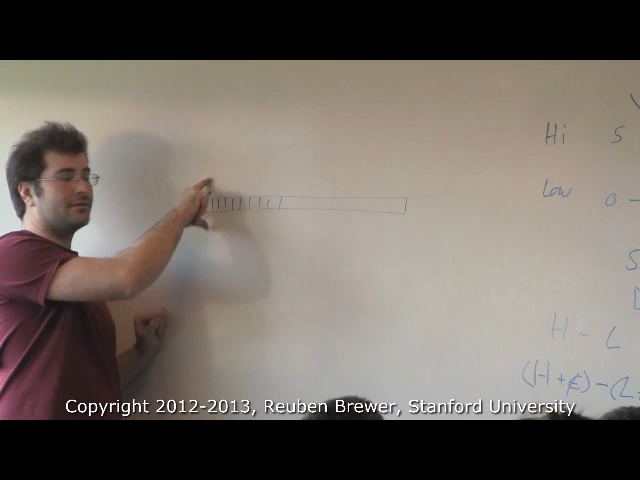 Hi 5
Low 0 -
S
H - L
(H + ε) - (L
Copyright 2012-2013, Reuben Brewer, Stanford University